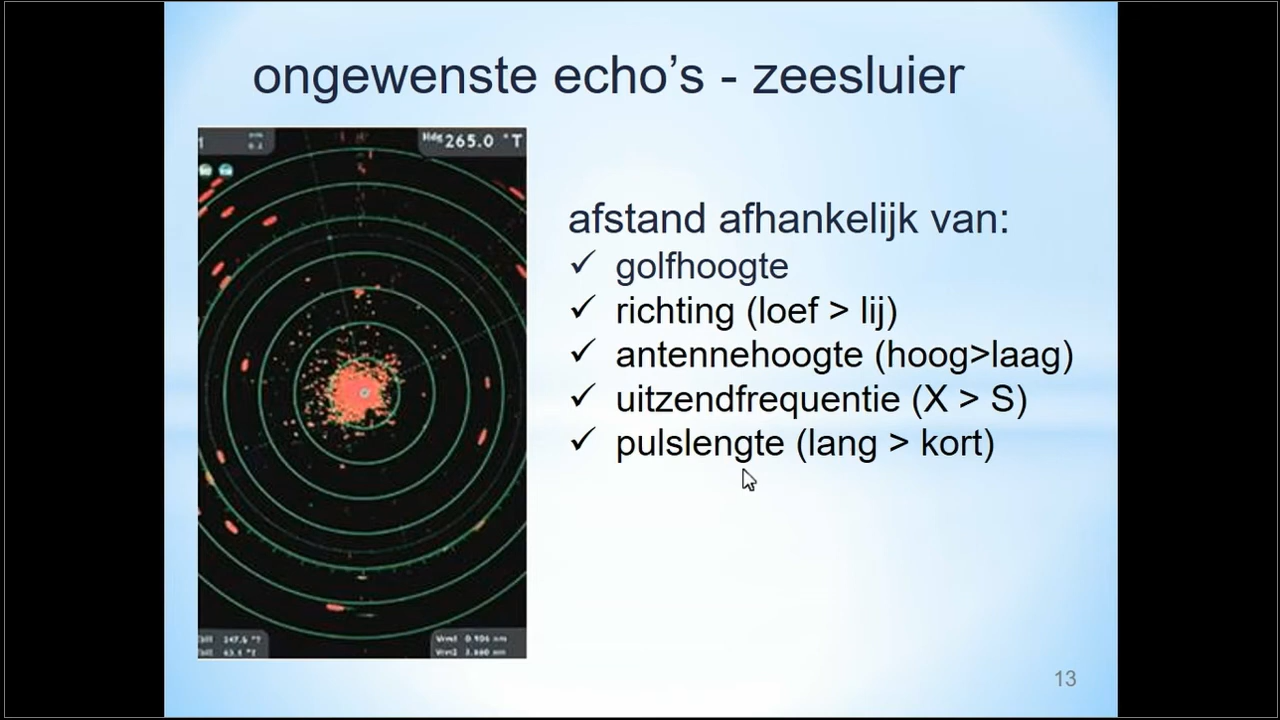 ongewenste echo's - zeesluier
Hdg 265.0 °T
afstand afhankelijk van:
✓ golfhoogte
✓ richting (loef > lij)
✓ antennehoogte (hoog>laag)
✓ uitzendfrequentie (X > S)
✓ pulslengte (lang > kort)
13